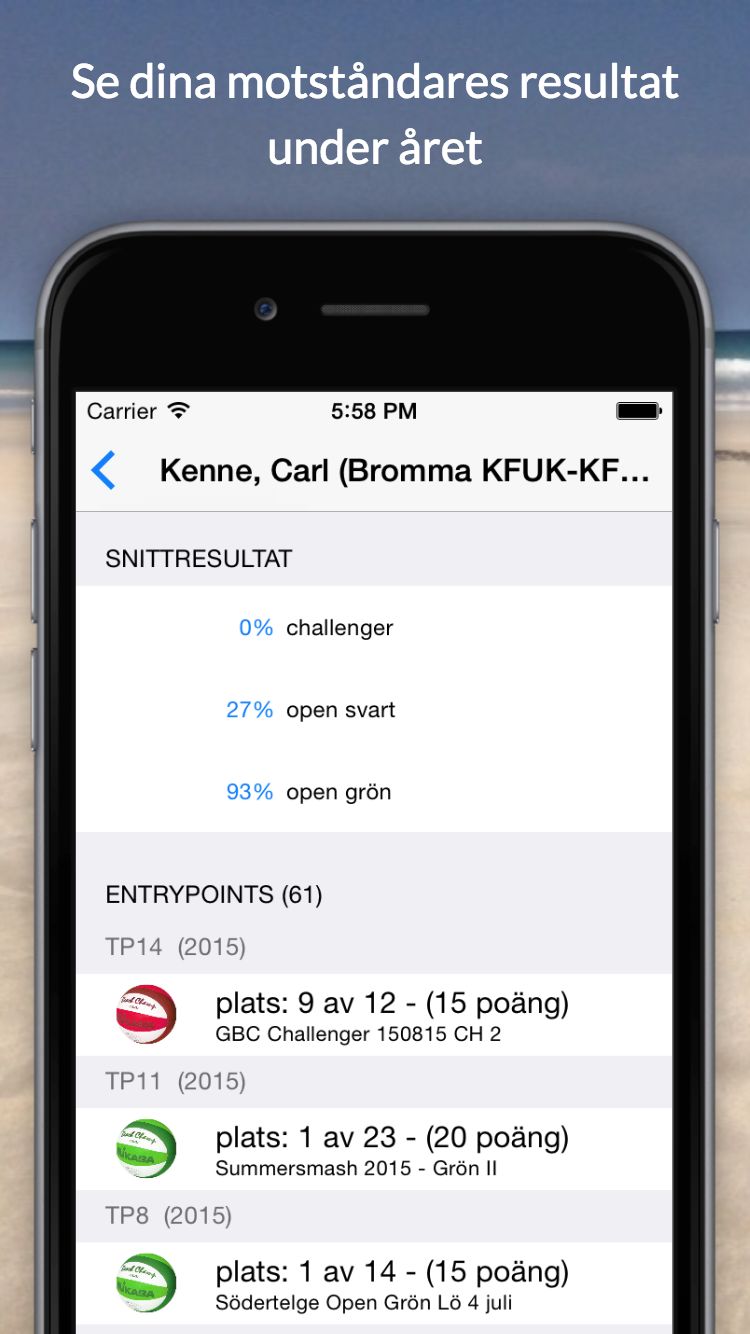 Se dina motståndares resultat
under året
Carrier 5:58 PM
Kenne, Carl (Bromma KFUK-KF...
SNITTRESULTAT
0% challenger
27% open svart
93% open grön
ENTRYPOINTS (61)
TP14 (2015)
plats: 9 av 12 - (15 poäng)
GBC Challenger 150815 CH 2
TP11 (2015)
plats: 1 av 23 - (20 poäng)
Summersmash 2015 - Grön II
TP8 (2015)
plats: 1 av 14 - (15 poäng)
Södertelge Open Grön Lö 4 juli